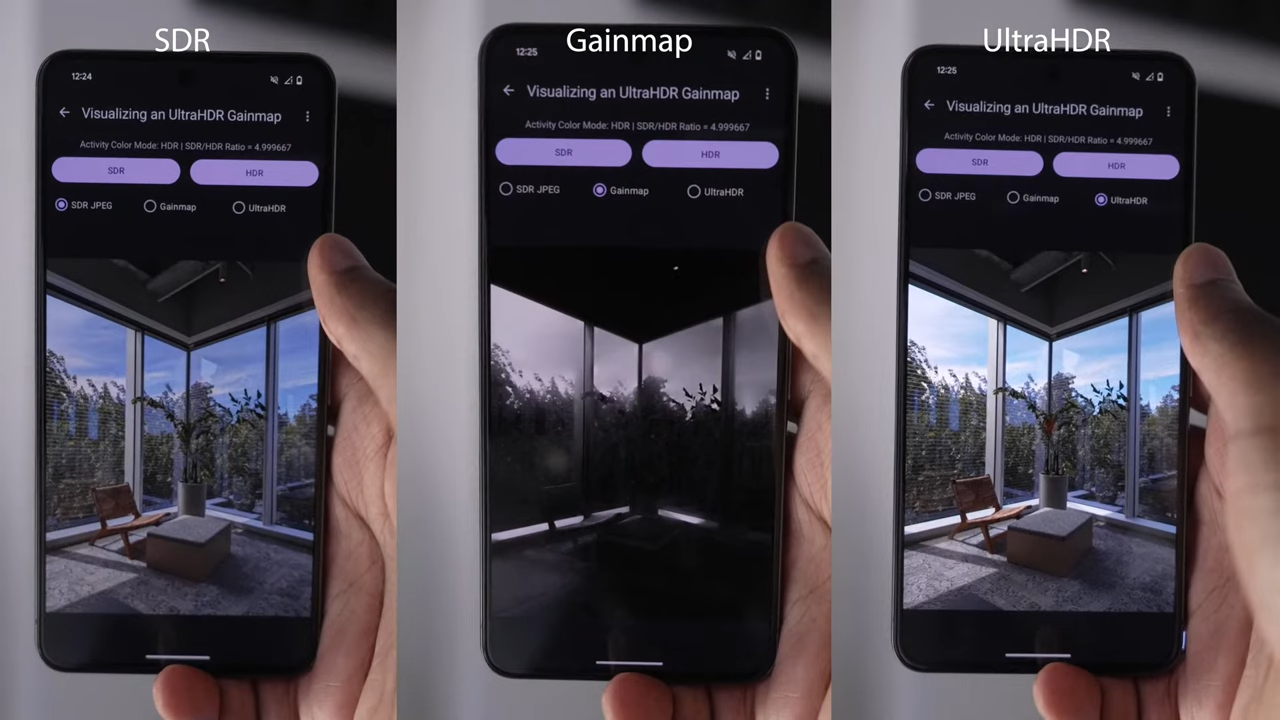 SDR
12:24
Visualizing an UltraHDR Gainmap
Activity Color Mode: HDR | SDR/HDR Ratio = 4.999667
SDR HDR
SDR JPEG Gainmap UltraHDR
Gainmap
12:25
Visualizing an UltraHDR Gainmap
Activity Color Mode: HDR | SDR/HDR Ratio = 4.999667
SDR HDR
SDR JPEG Gainmap UltraHDR
UltraHDR
12:25
Visualizing an UltraHDR Gainmap
Activity Color Mode: HDR | SDR/HDR Ratio = 4.999667
SDR HDR
SDR JPEG Gainmap UltraHDR